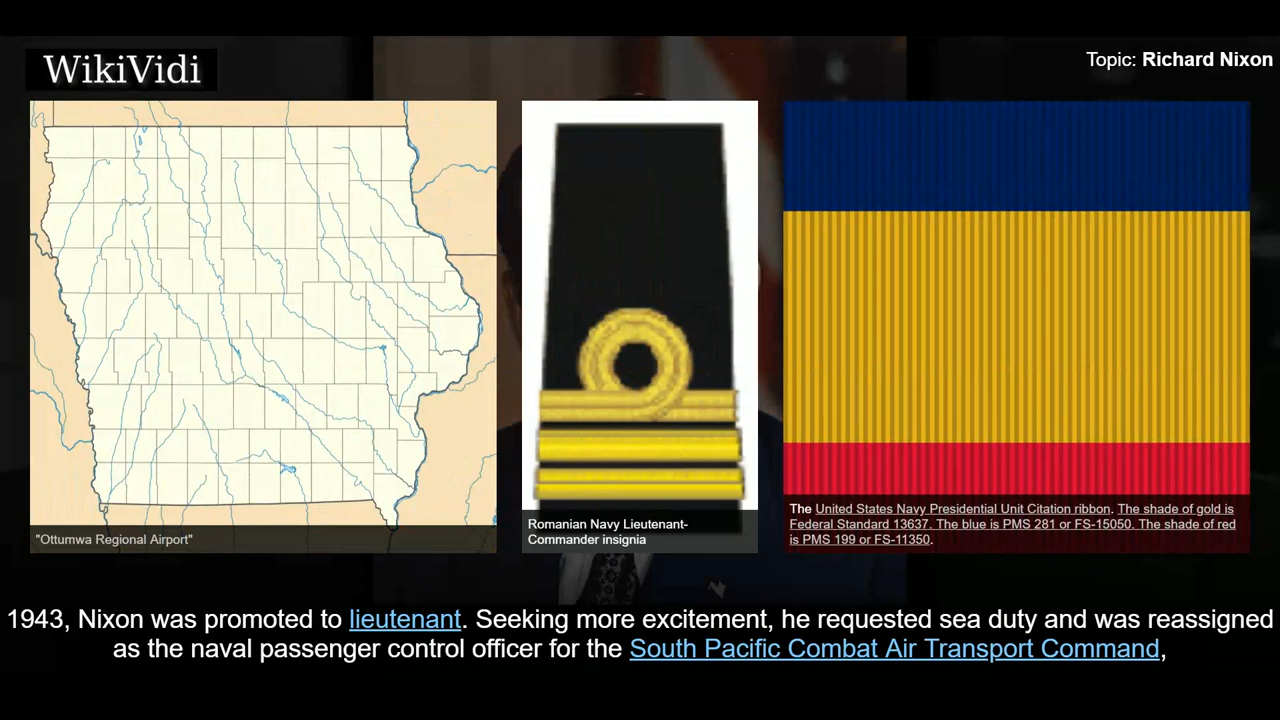 WikiVidi
Topic: Richard Nixon
"Ottumwa Regional Airport"
Romanian Navy Lieutenant-
Commander insignia
The United States Navy Presidential Unit Citation ribbon. The shade of gold is
Federal Standard 13637. The blue is PMS 281 or FS-15050. The shade of red
is PMS 199 or FS-11350.
1943, Nixon was promoted to lieutenant. Seeking more excitement, he requested sea duty and was reassigned
as the naval passenger control officer for the South Pacific Combat Air Transport Command,